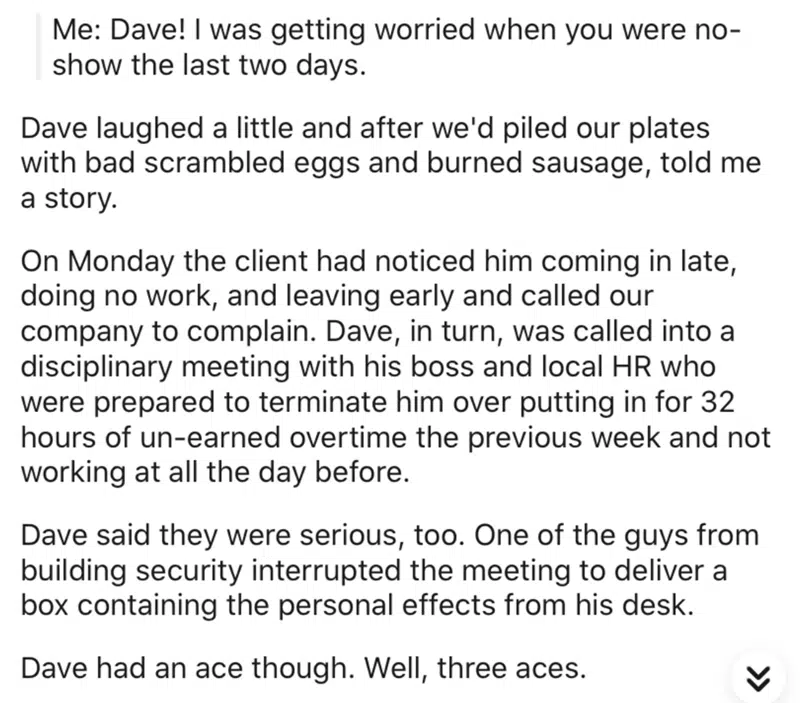 Me: Dave! I was getting worried when you were no-
show the last two days.
Dave laughed a little and after we'd piled our plates
with bad scrambled eggs and burned sausage, told me
a story.
On Monday the client had noticed him coming in late,
doing no work, and leaving early and called our
company to complain. Dave, in turn, was called into a
disciplinary meeting with his boss and local HR who
were prepared to terminate him over putting in for 32
hours of un-earned overtime the previous week and not
working at all the day before.
Dave said they were serious, too. One of the guys from
building security interrupted the meeting to deliver a
box containing the personal effects from his desk.
Dave had an ace though. Well, three aces.